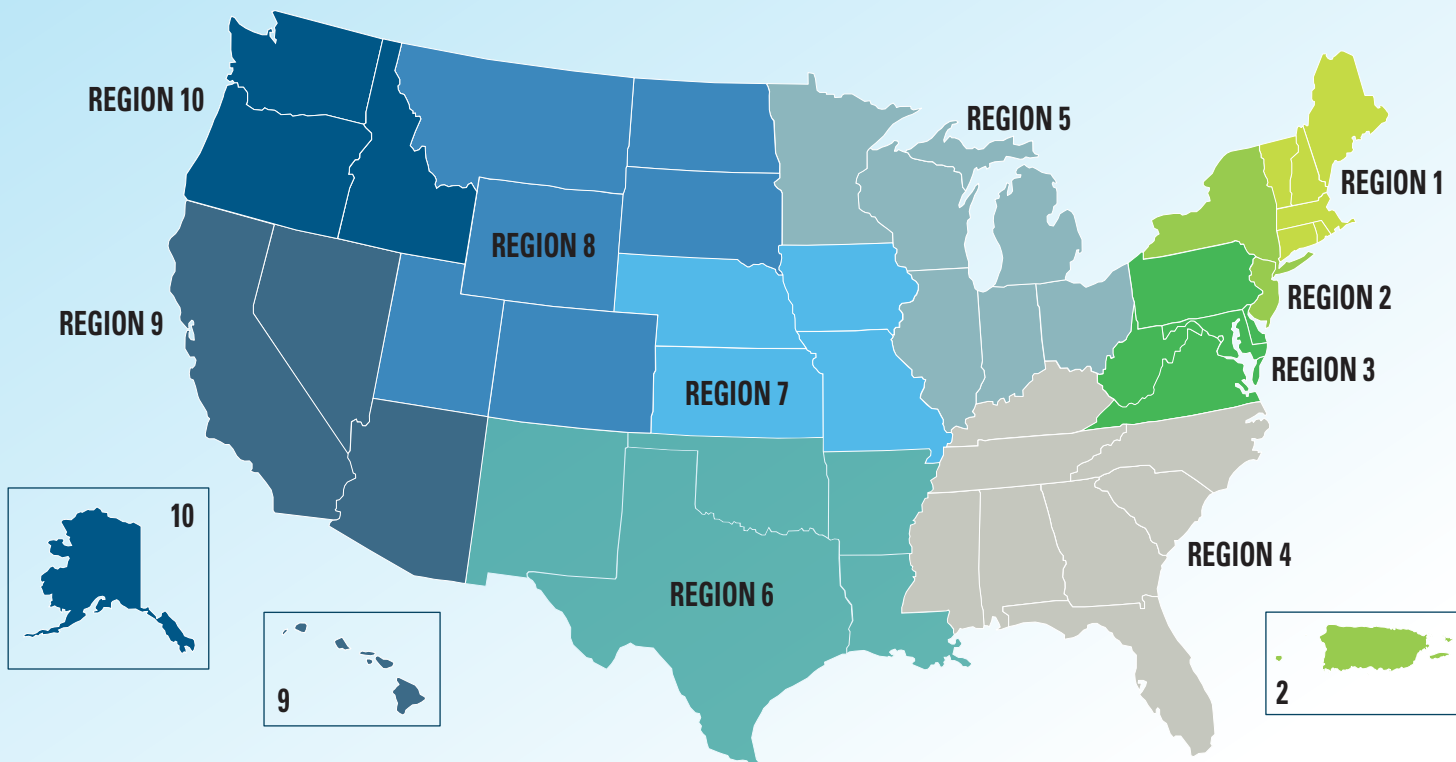 REGION 10
REGION 5
REGION 1
REGION 8
REGION 2
REGION 9
REGION 3
REGION 7
10
REGION 4
REGION 6
9
2